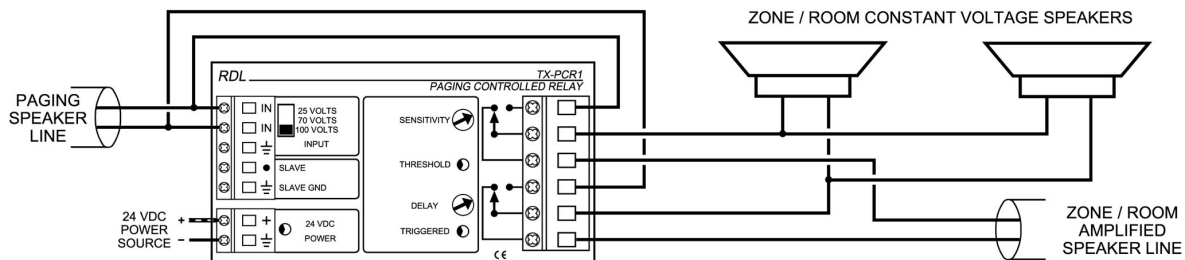 ZONE / ROOM CONSTANT VOLTAGE SPEAKERS
RDL
TX-PCR1
PAGING CONTROLLED RELAY
PAGING
SPEAKER
LINE
IN
IN
25 VOLTS
70 VOLTS
100 VOLTS
INPUT
SLAVE
SLAVE GND
24 VDC
POWER
SOURCE
+
-
+
24 VDC
POWER
SENSITIVITY
THRESHOLD
DELAY
TRIGGERED
CE
ZONE / ROOM
AMPLIFIED
SPEAKER LINE